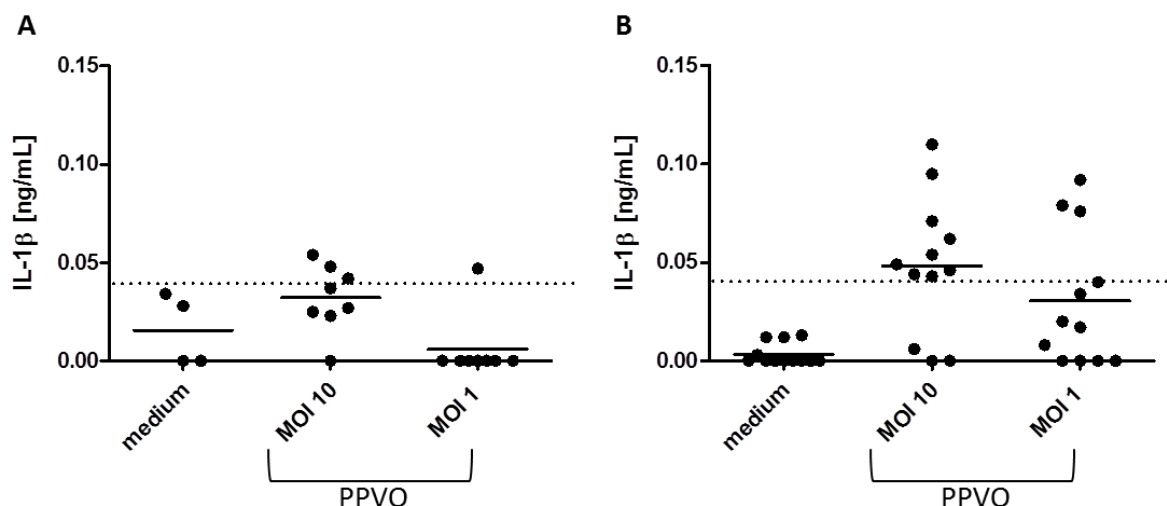 A
0.15
0.10
0.05
0.00
IL-1β [ng/mL]
medium
MOI 10
MOI 1
PPVO
B
0.15
0.10
0.05
0.00
IL-1β [ng/mL]
medium
MOI 10
MOI 1
PPVO